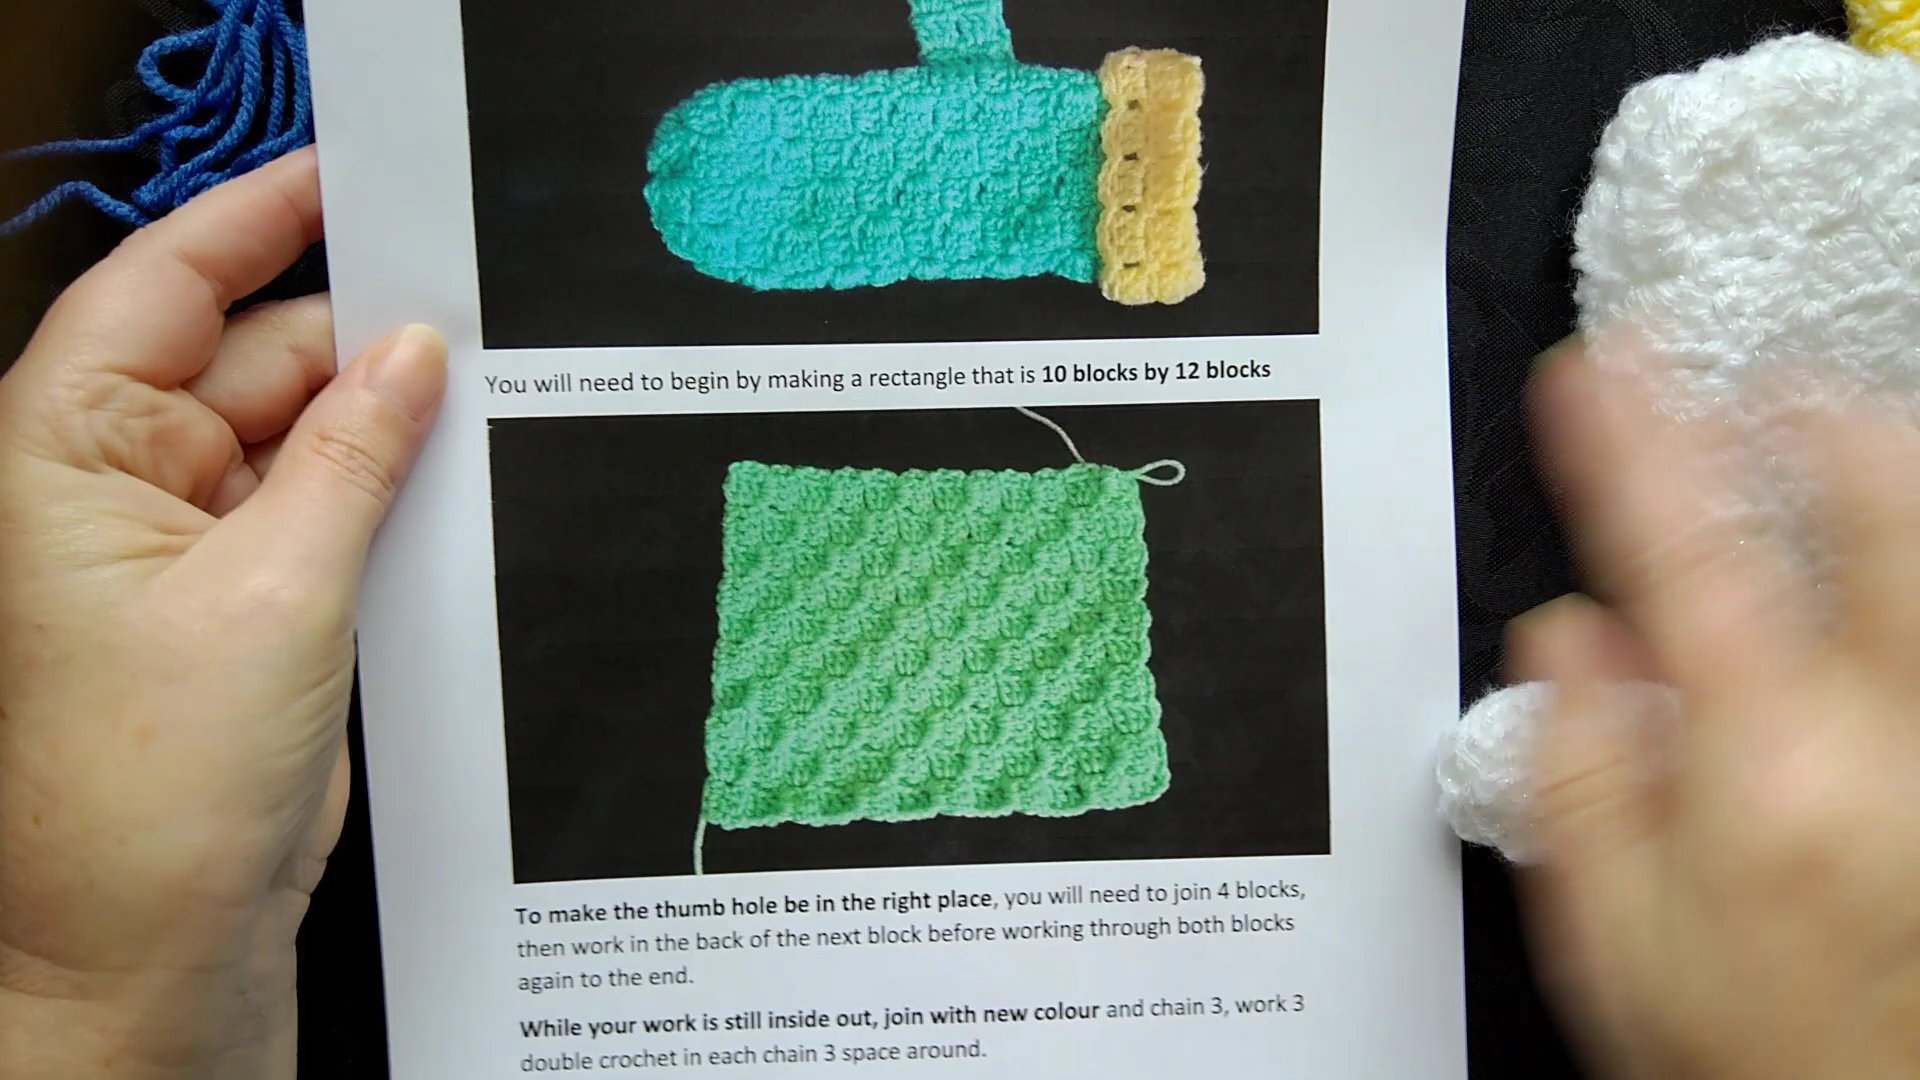 You will need to begin by making a rectangle that is 10 blocks by 12 blocks
To make the thumb hole be in the right place, you will need to join 4 blocks,
then work in the back of the next block before working through both blocks
again to the end.
While your work is still inside out, join with new colour and chain 3, work 3
double crochet in each chain 3 space around.